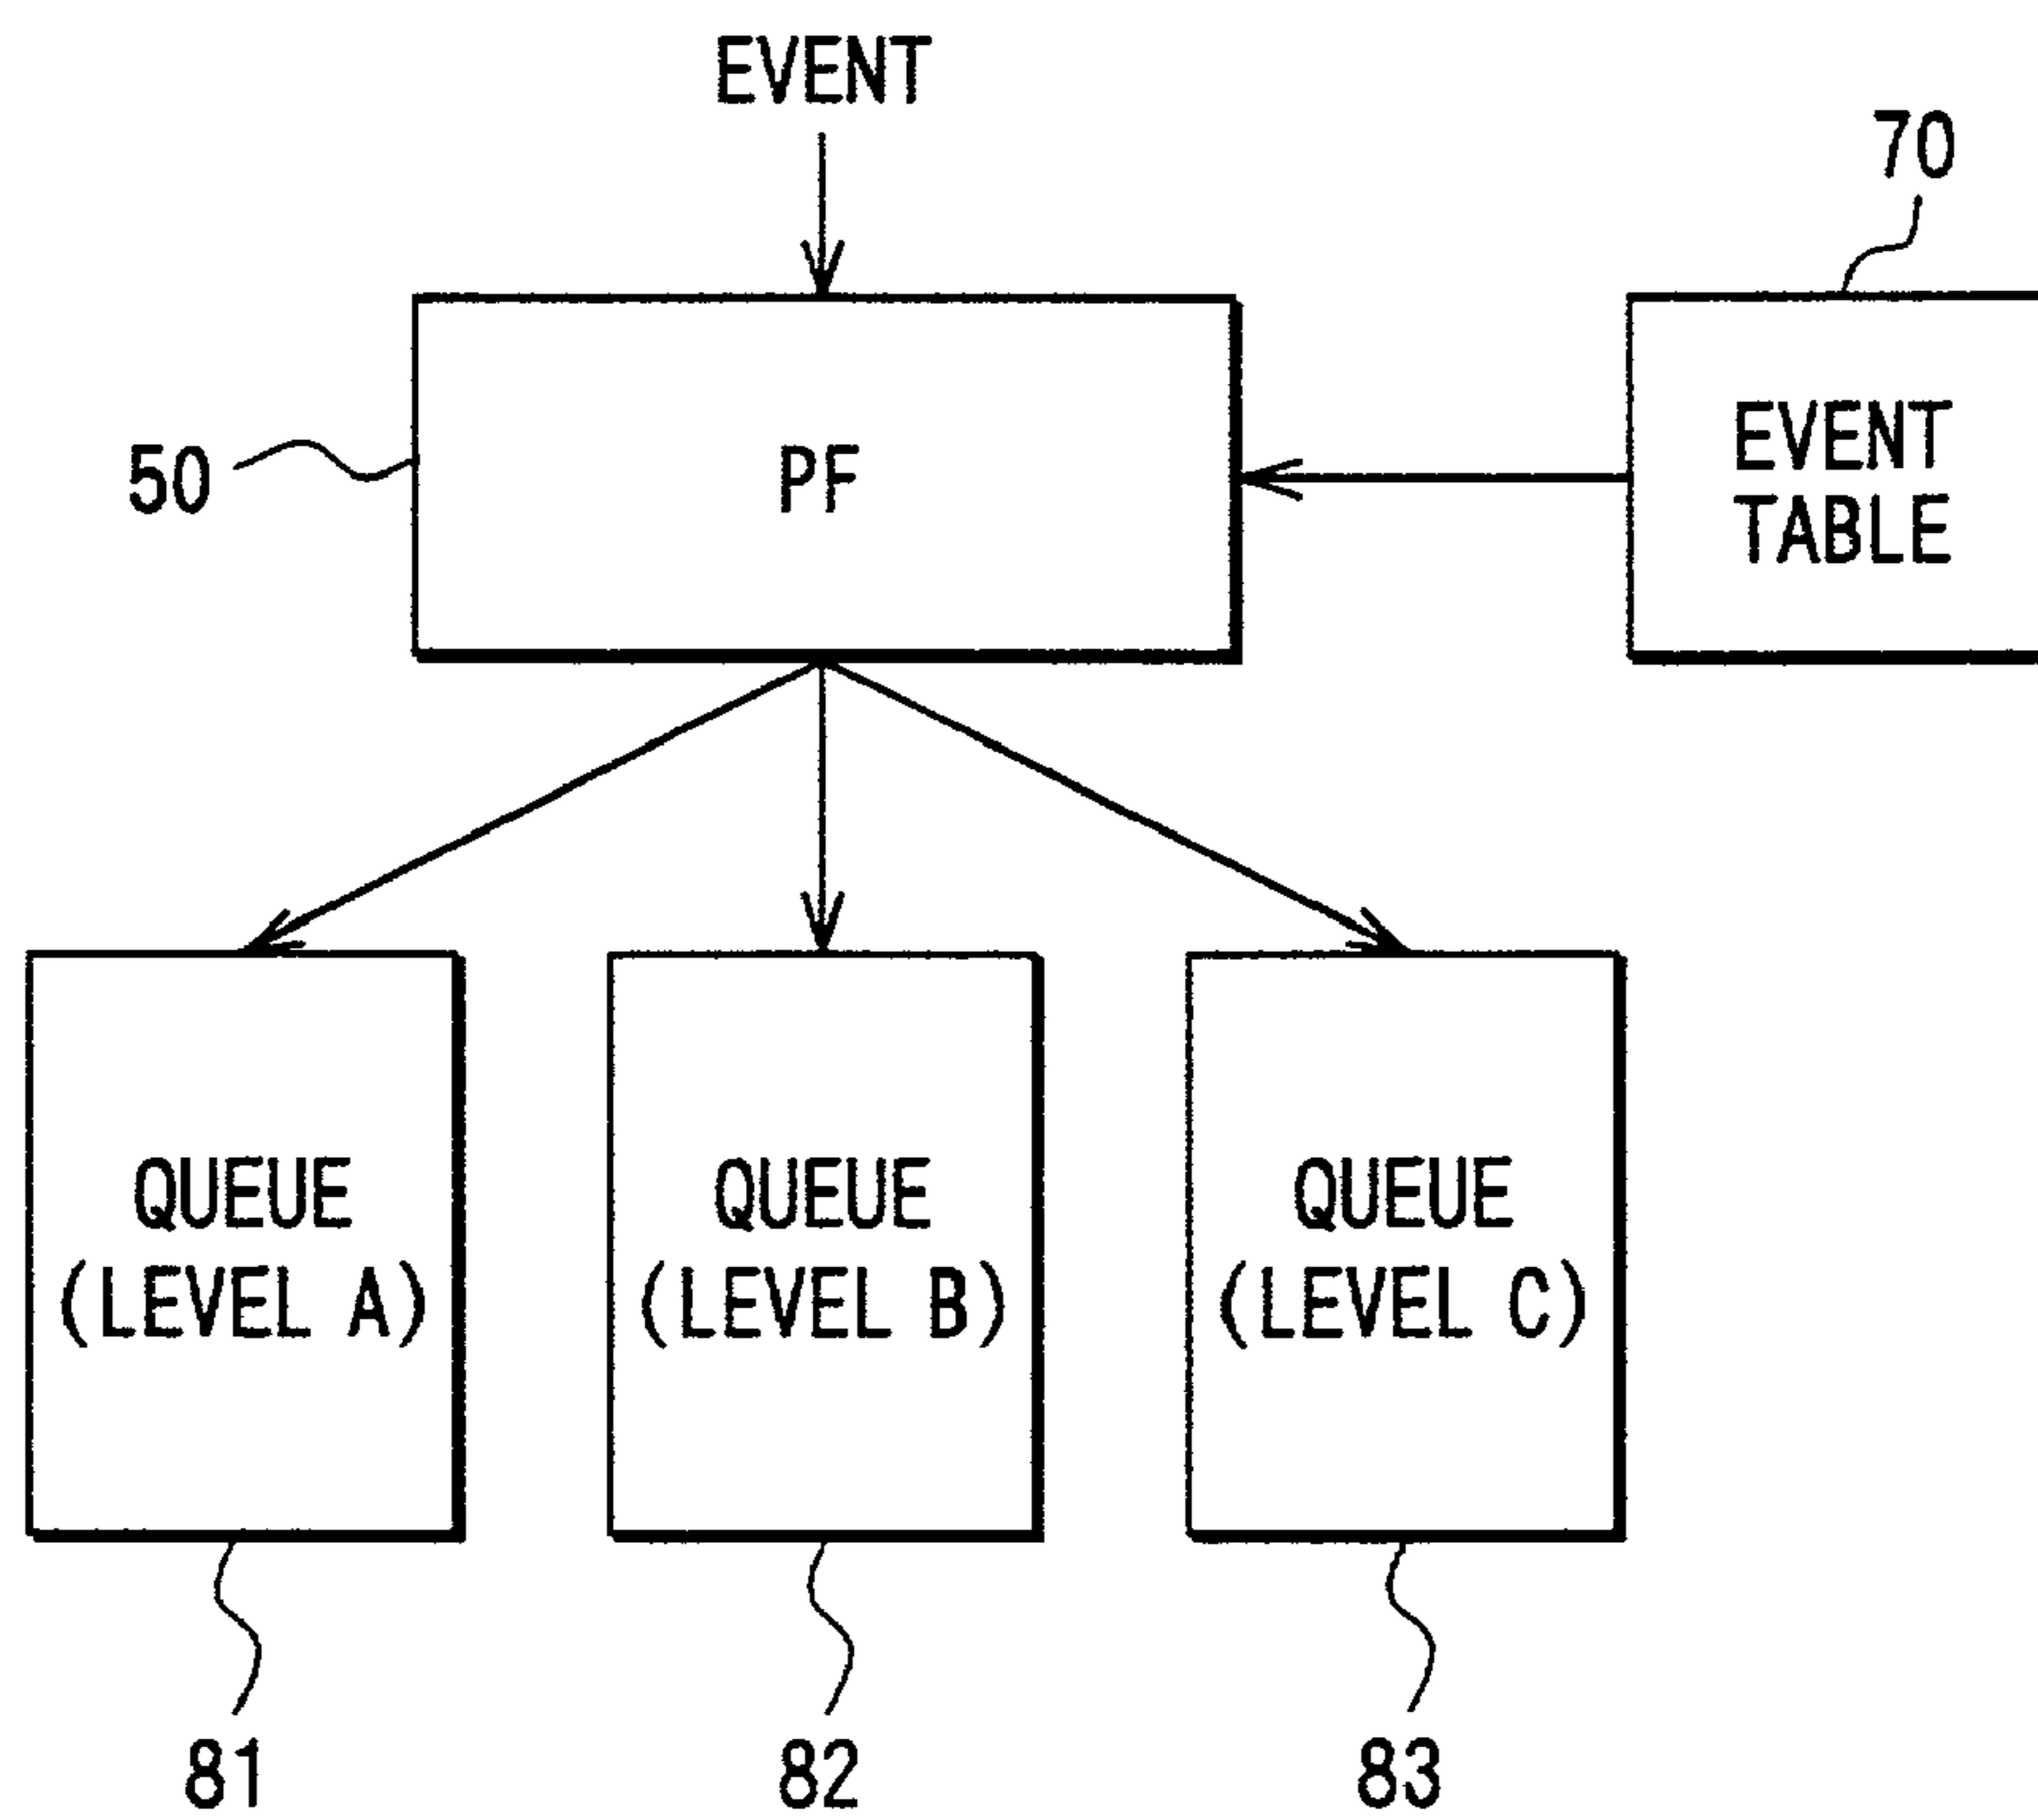 EVENT
70
50
PF
EVENT
TABLE
QUEUE
(LEVEL A)
QUEUE
(LEVEL B)
QUEUE
(LEVEL C)
81
82
83